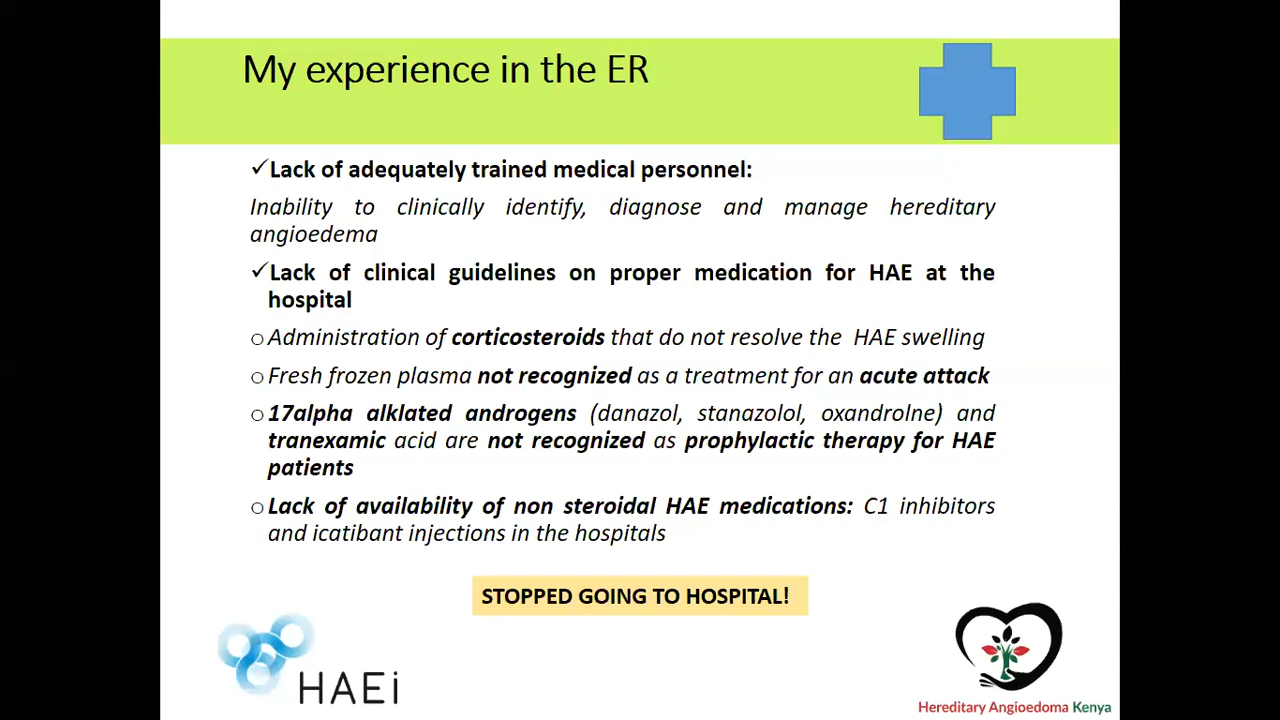 My experience in the ER
✓Lack of adequately trained medical personnel:
Inability to clinically identify, diagnose and manage hereditary
angioedema
✓Lack of clinical guidelines on proper medication for HAE at the
hospital
o Administration of corticosteroids that do not resolve the HAE swelling
o Fresh frozen plasma not recognized as a treatment for an acute attack
o 17alpha alklated androgens (danazol, stanazolol, oxandrolne) and
tranexamic acid are not recognized as prophylactic therapy for HAE
patients
o Lack of availability of non steroidal HAE medications: C1 inhibitors
and icatibant injections in the hospitals
STOPPED GOING TO HOSPITAL!
HAEi
Hereditary Angioedoma Kenya